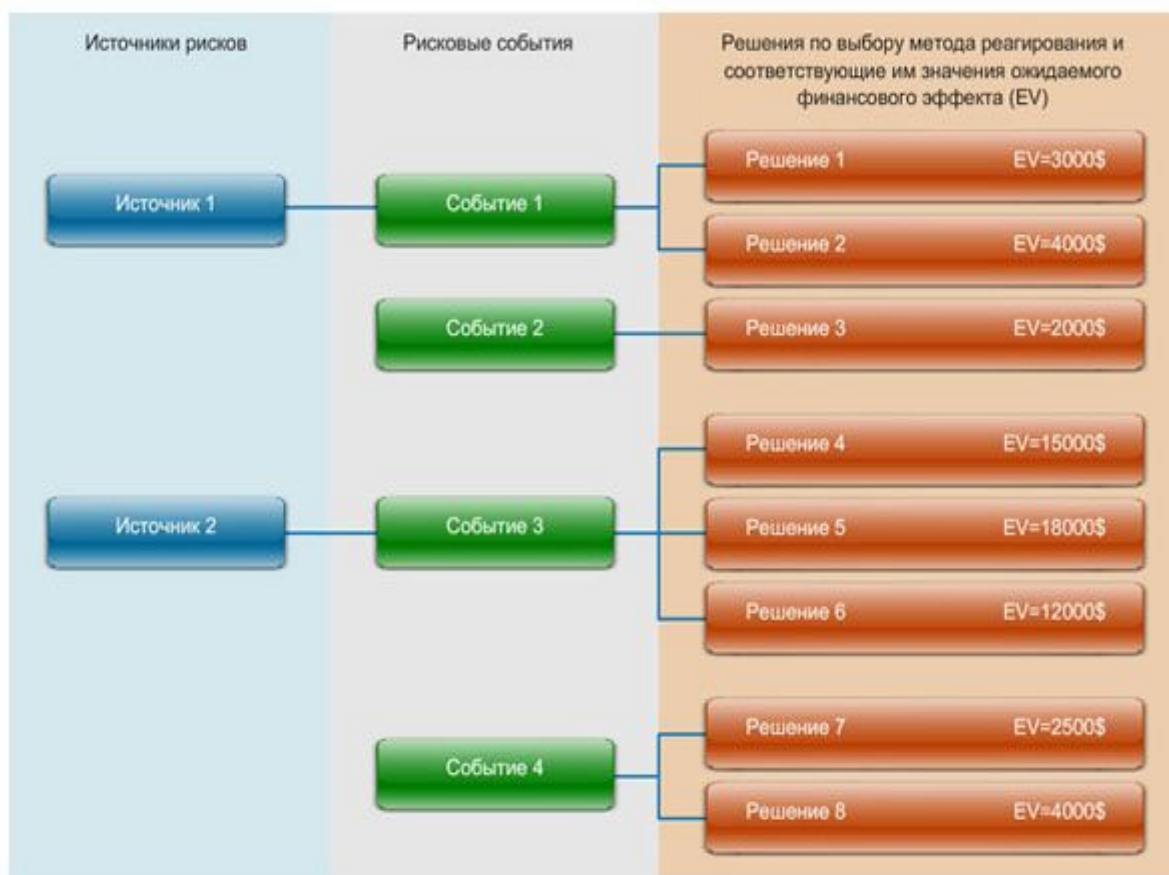 Источники рисков
Рисковые события
Решения по выбору метода реагирования и
соответствующие им значения ожидаемого
финансового эффекта (EV)
Источник 1
Событие 1
Решение 1 EV=3000$
Решение 2 EV=4000$
Событие 2
Решение 3 EV=2000$
Источник 2
Событие 3
Решение 4 EV=15000$
Решение 5 EV=18000$
Решение 6 EV=12000$
Событие 4
Решение 7 EV=2500$
Решение 8 EV=4000$